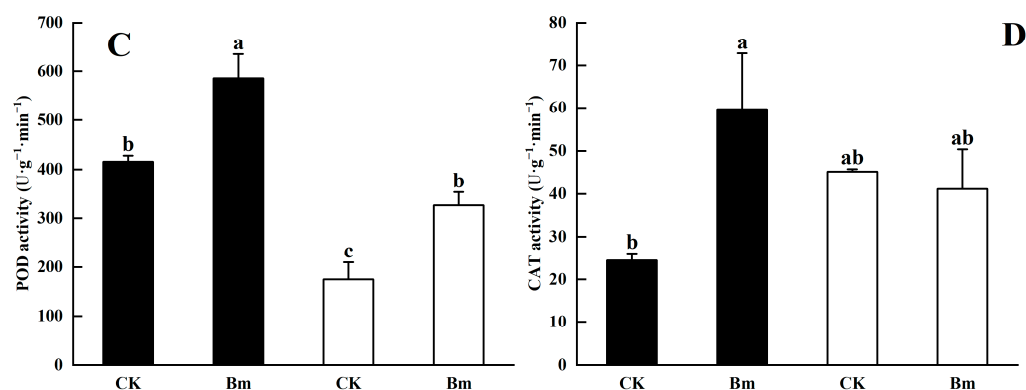 C
POD activity (U·g⁻¹·min⁻¹)
700
600
500
400
300
200
100
0
b
a
c
b
CK
Bm
CK
Bm
D
CAT activity (U·g⁻¹·min⁻¹)
80
70
60
50
40
30
20
10
0
b
a
ab
ab
CK
Bm
CK
Bm